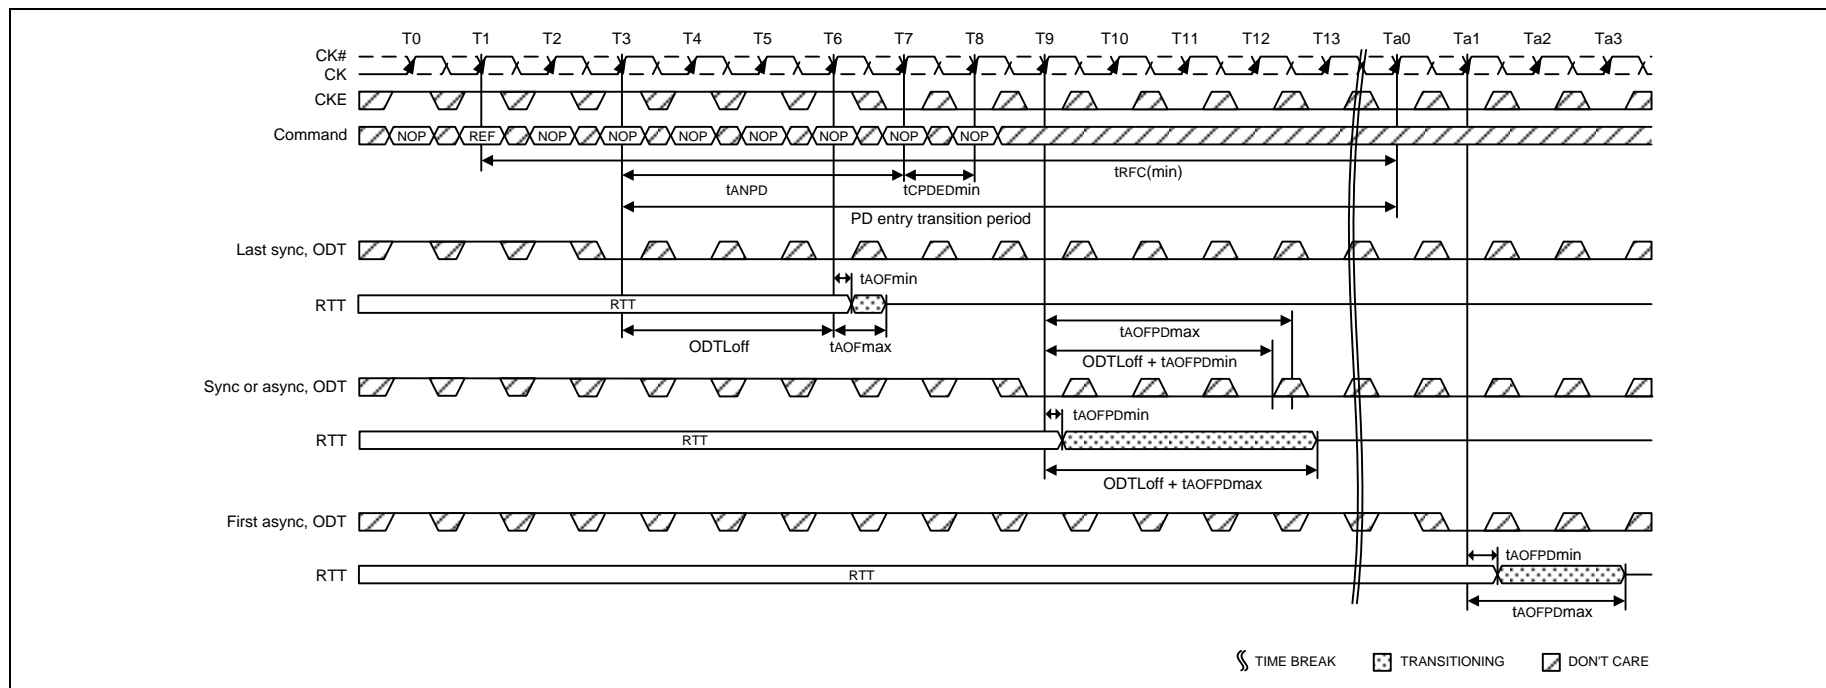 T0 T1 T2 T3 T4 T5 T6 T7 T8 T9 T10 T11 T12 T13 Ta0 Ta1 Ta2 Ta3
CK#
CK
CKE
Command NOP REF NOP NOP NOP NOP NOP NOP NOP
tRFC(min)
tANPD tCPDEDmin
PD entry transition period
Last sync, ODT
tAOFmin
RTT RTT
tAOFPDmax
ODTLoff tAOFmax
ODTLoff + tAOFPDmin
Sync or async, ODT
tAOFPDmin
RTT RTT
ODTLoff + tAOFPDmax
First async, ODT
tAOFPDmin
RTT RTT
tAOFPDmax
TIME BREAK TRANSITIONING DON'T CARE